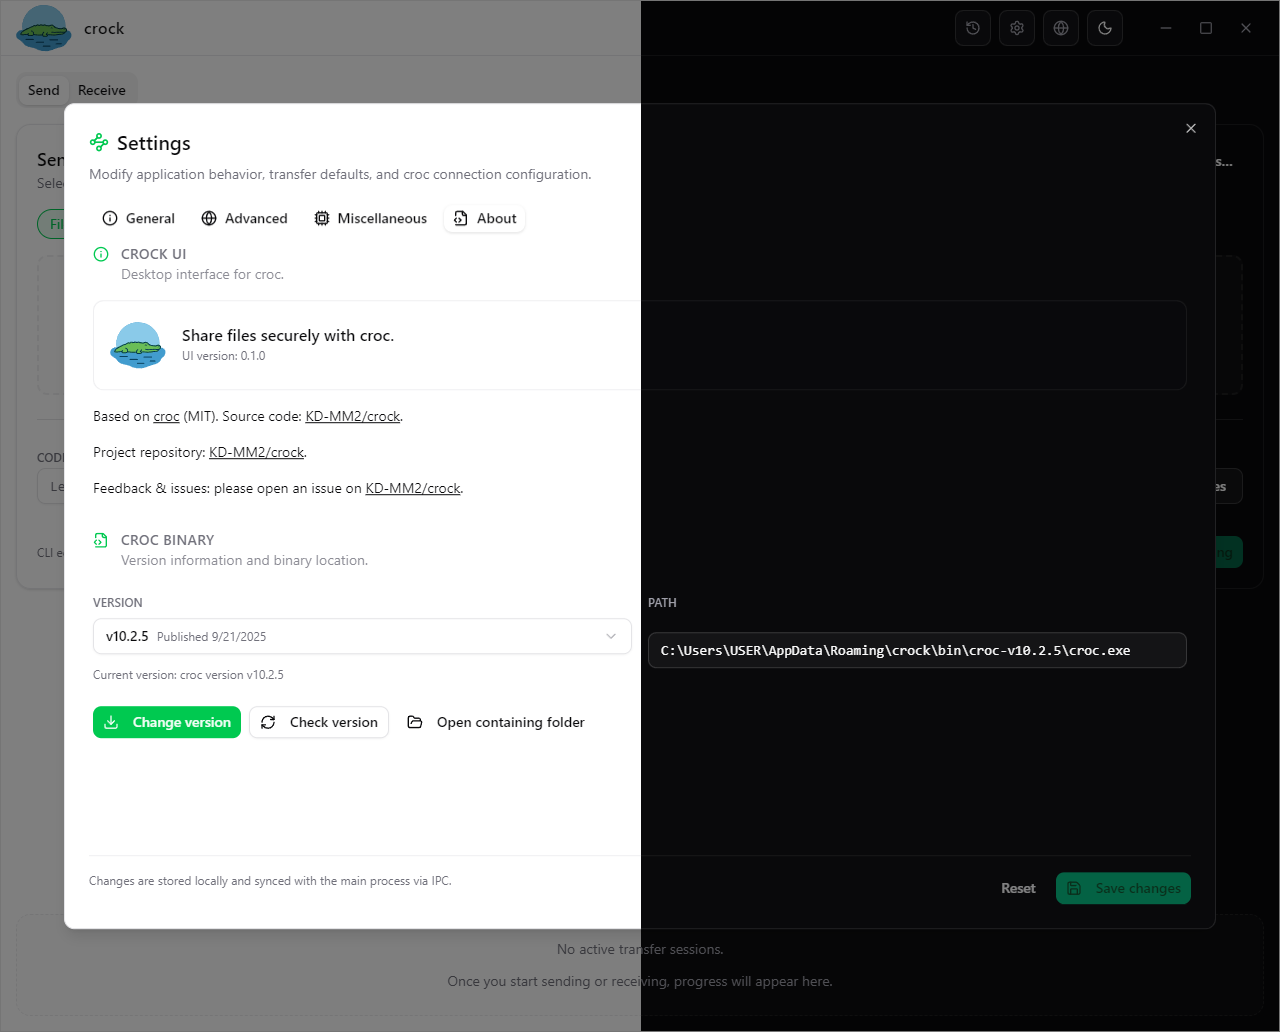 crock
Send Receive
Settings
Modify application behavior, transfer defaults, and croc connection configuration.
General Advanced Miscellaneous About
CROCK UI
Desktop interface for croc.
Share files securely with croc.
UI version: 0.1.0
Based on croc (MIT). Source code: KD-MM2/crock.
Project repository: KD-MM2/crock.
Feedback & issues: please open an issue on KD-MM2/crock.
CROC BINARY
Version information and binary location.
VERSION
v10.2.5 Published 9/21/2025
Current version: croc version v10.2.5
PATH
C:\Users\USER\AppData\Roaming\crock\bin\croc-v10.2.5\croc.exe
Change version Check version Open containing folder
Changes are stored locally and synced with the main process via IPC.
Reset Save changes
No active transfer sessions.
Once you start sending or receiving, progress will appear here.